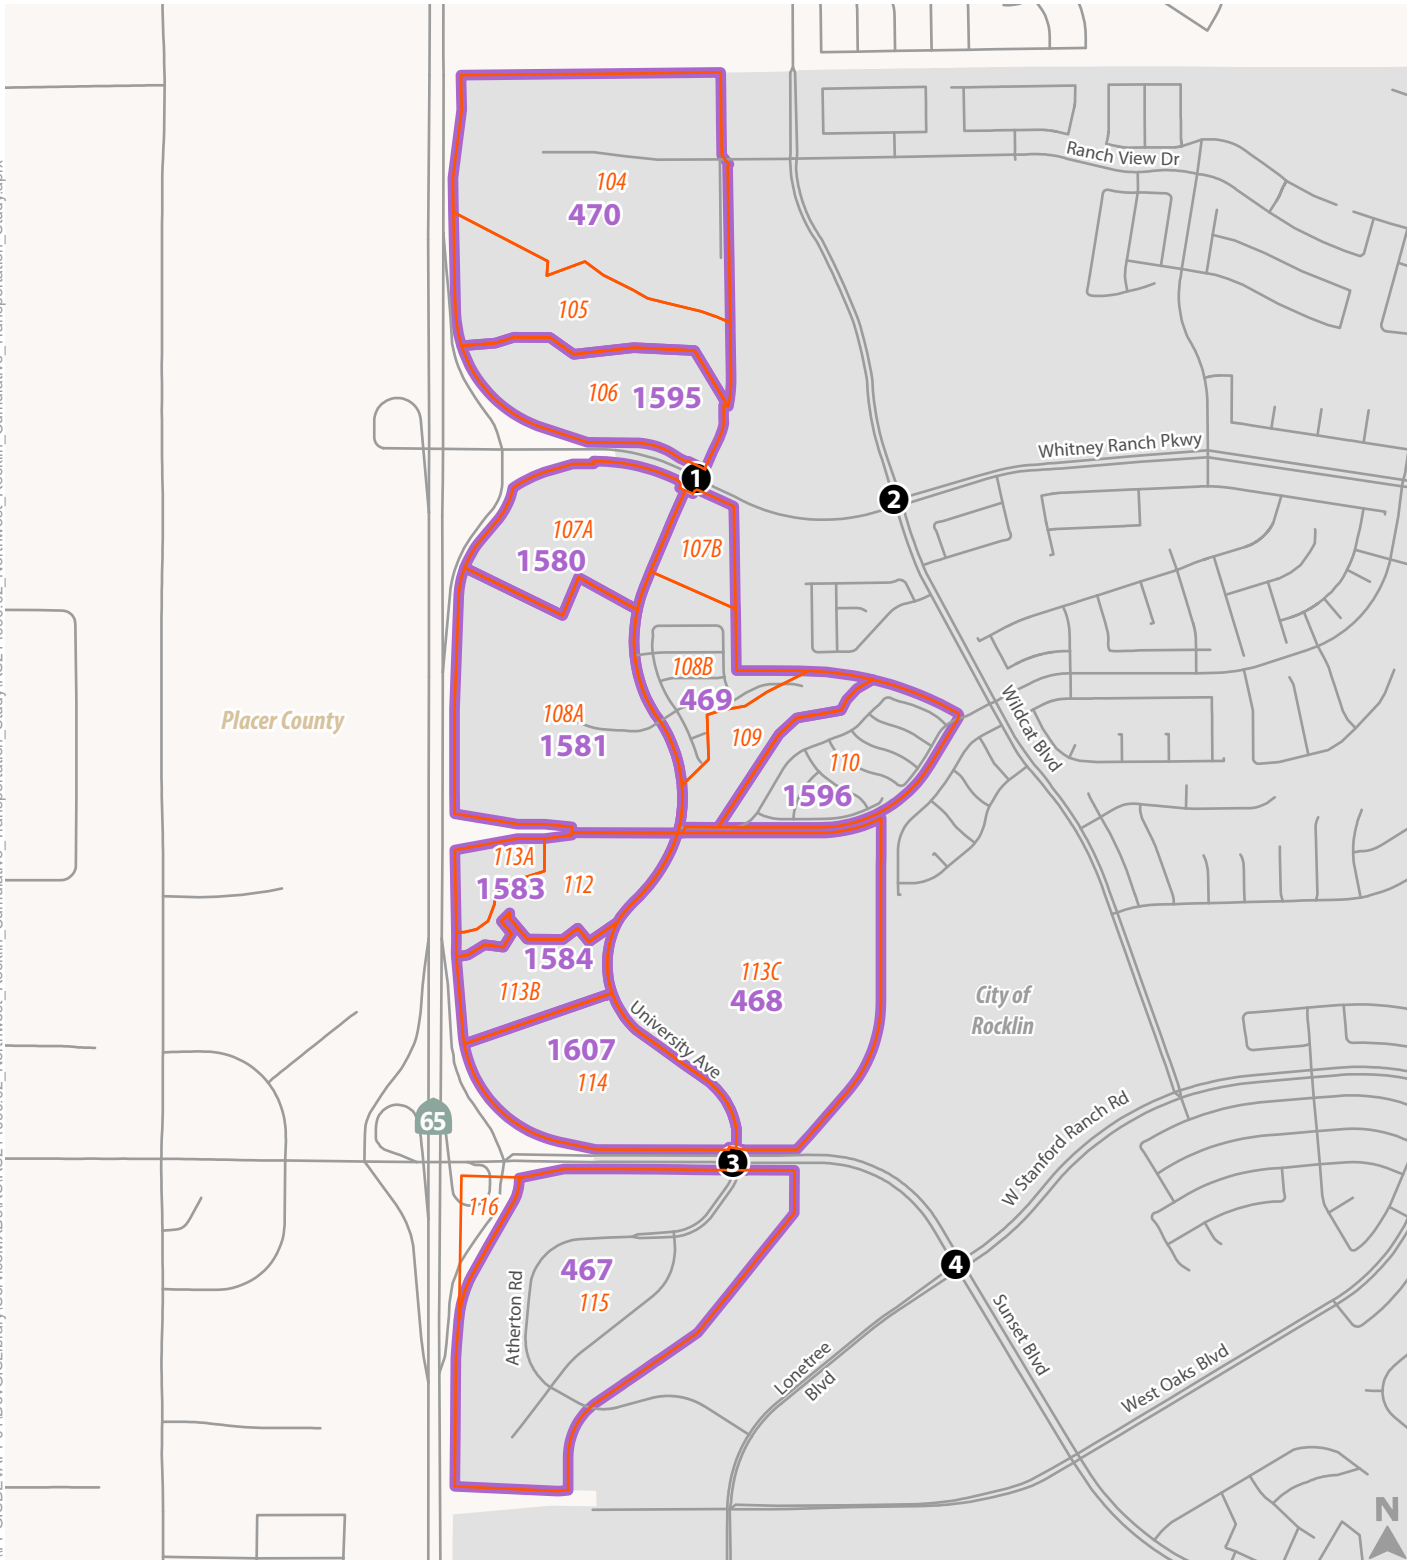 Ranch View Dr
104
470
105
106
1595
Whitney Ranch Pkwy
1
2
107A
1580
107B
108B
469
108A
1581
109
110
1596
Wildcat Blvd
Placer County
113A
1583
112
1584
113B
113C
468
City of
Rocklin
University Ave
1607
114
65
3
W Stanford Ranch Rd
116
467
115
Atherton Rd
4
Sunset Blvd
Lonetree
Blvd
West Oaks Blvd
N